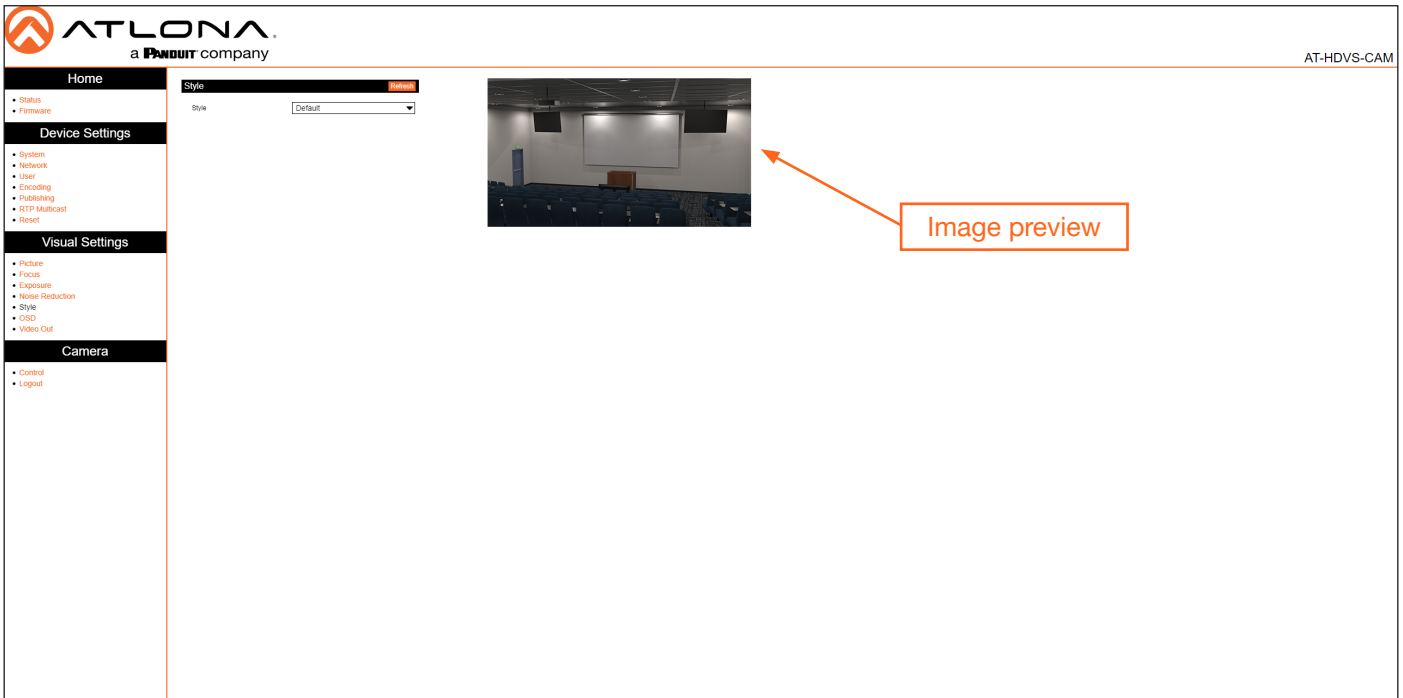 ATLONA.
a PANDUIT company
AT-HDVS-CAM
Home
Status
Firmware
Device Settings
System
Network
User
Encoding
Publishing
RTP Multicast
Reset
Visual Settings
Picture
Focus
Exposure
Noise Reduction
Style
OSD
Video Out
Camera
Control
Logout
Style Refresh
Style Default
Image preview